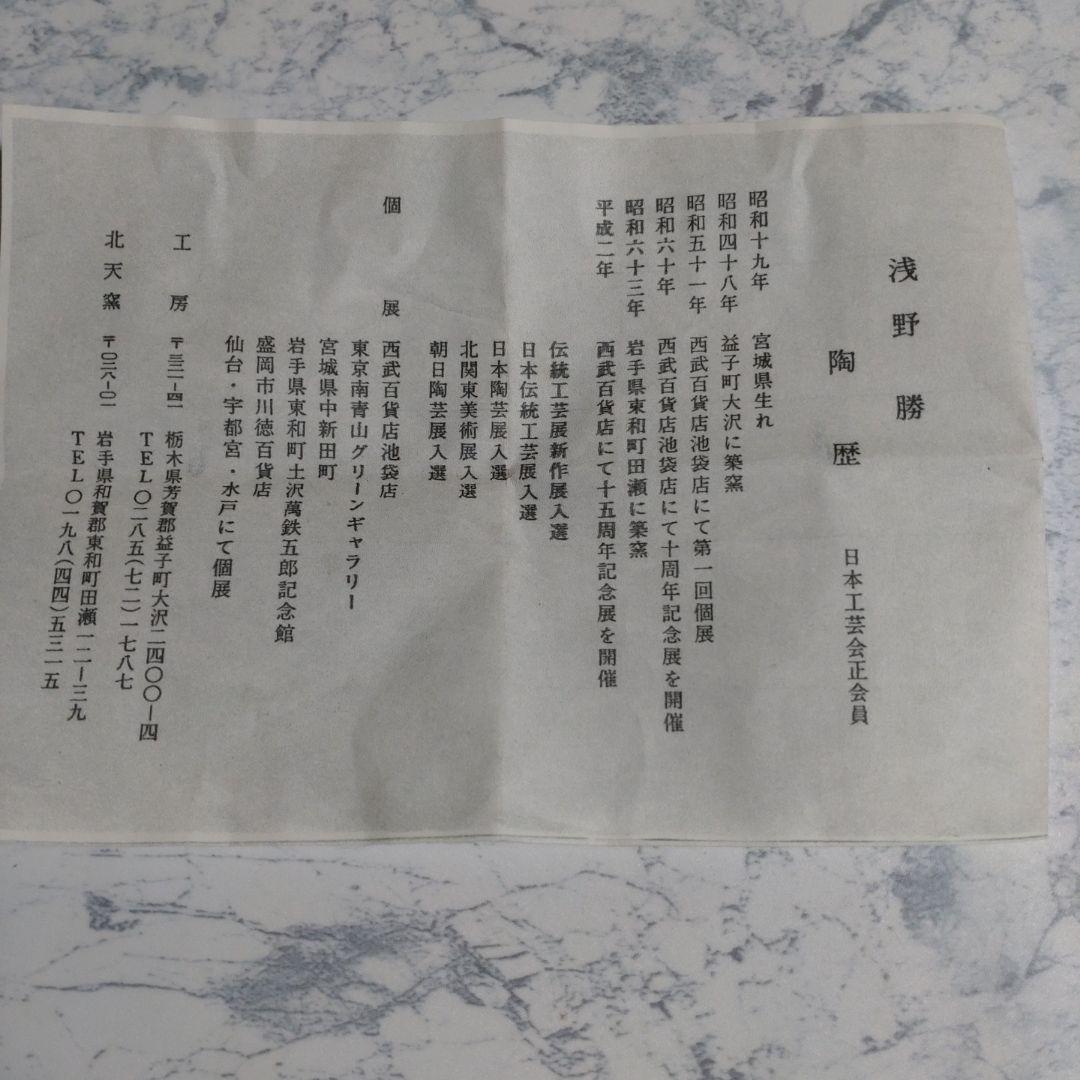 浅野勝
陶歴
日本工芸会正会員
昭和十九年 宮城県生れ
昭和四十八年 益子町大沢に築窯
昭和五十一年 西武百貨店池袋店にて第一回個展
昭和六十年 西武百貨店池袋店にて十周年記念展を開催
昭和六十三年 岩手県東和町田瀬に築窯
平成二年 西武百貨店にて十五周年記念展を開催
伝統工芸展新作展入選
日本伝統工芸展入選
日本陶芸展入選
北関東美術展入選
朝日陶芸展入選
個展 西武百貨店池袋店
東京南青山グリーンギャラリー
宮城県中新田町
岩手県東和町土沢萬鉄五郎記念館
盛岡市川徳百貨店
仙台・宇都宮・水戸にて個展
工房 〒三二一-四一 栃木県芳賀郡益子町大沢二四〇〇-四
TEL〇二八五(七二)一七八七
北天窯 〒〇二八-〇一 岩手県和賀郡東和町田瀬一二-三九
TEL〇一九八(四四)五三一五